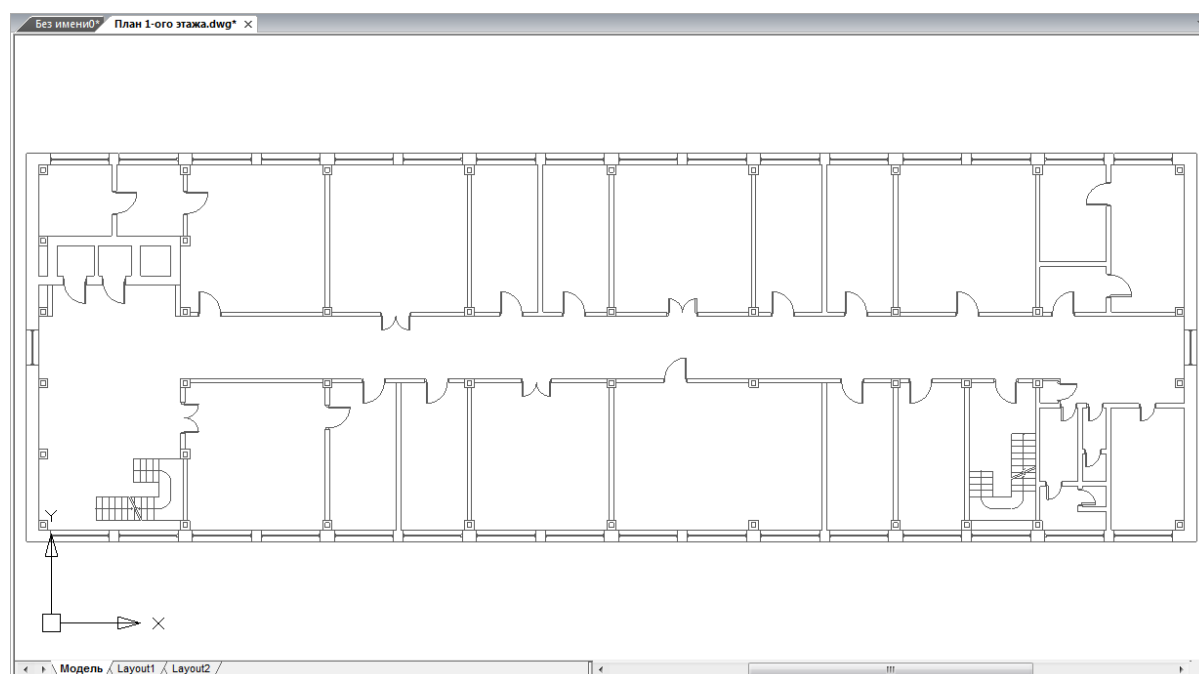 Без имени0* План 1-ого этажа.dwg*
Y
X
Модель Layout1 Layout2